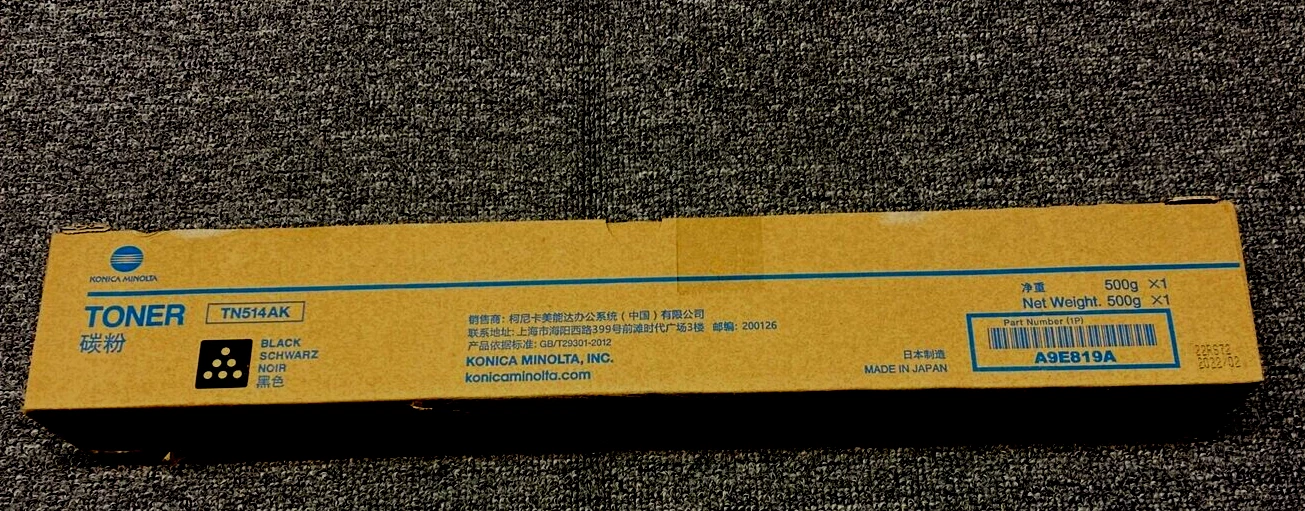 KONICA MINOLTA
TONER
TN514AK
碳粉
BLACK
SCHWARZ
NOIR
黑色
销售商: 柯尼卡美能达办公系统（中国）有限公司
联系地址: 上海市海阳西路399号前滩时代广场3楼 邮编: 200126
产品依据标准: GB/T29301-2012
KONICA MINOLTA, INC.
konicaminolta.com
日本制造
MADE IN JAPAN
净重 500g ×1
Net Weight. 500g ×1
Part Number (1P)
A9E819A
2022/02